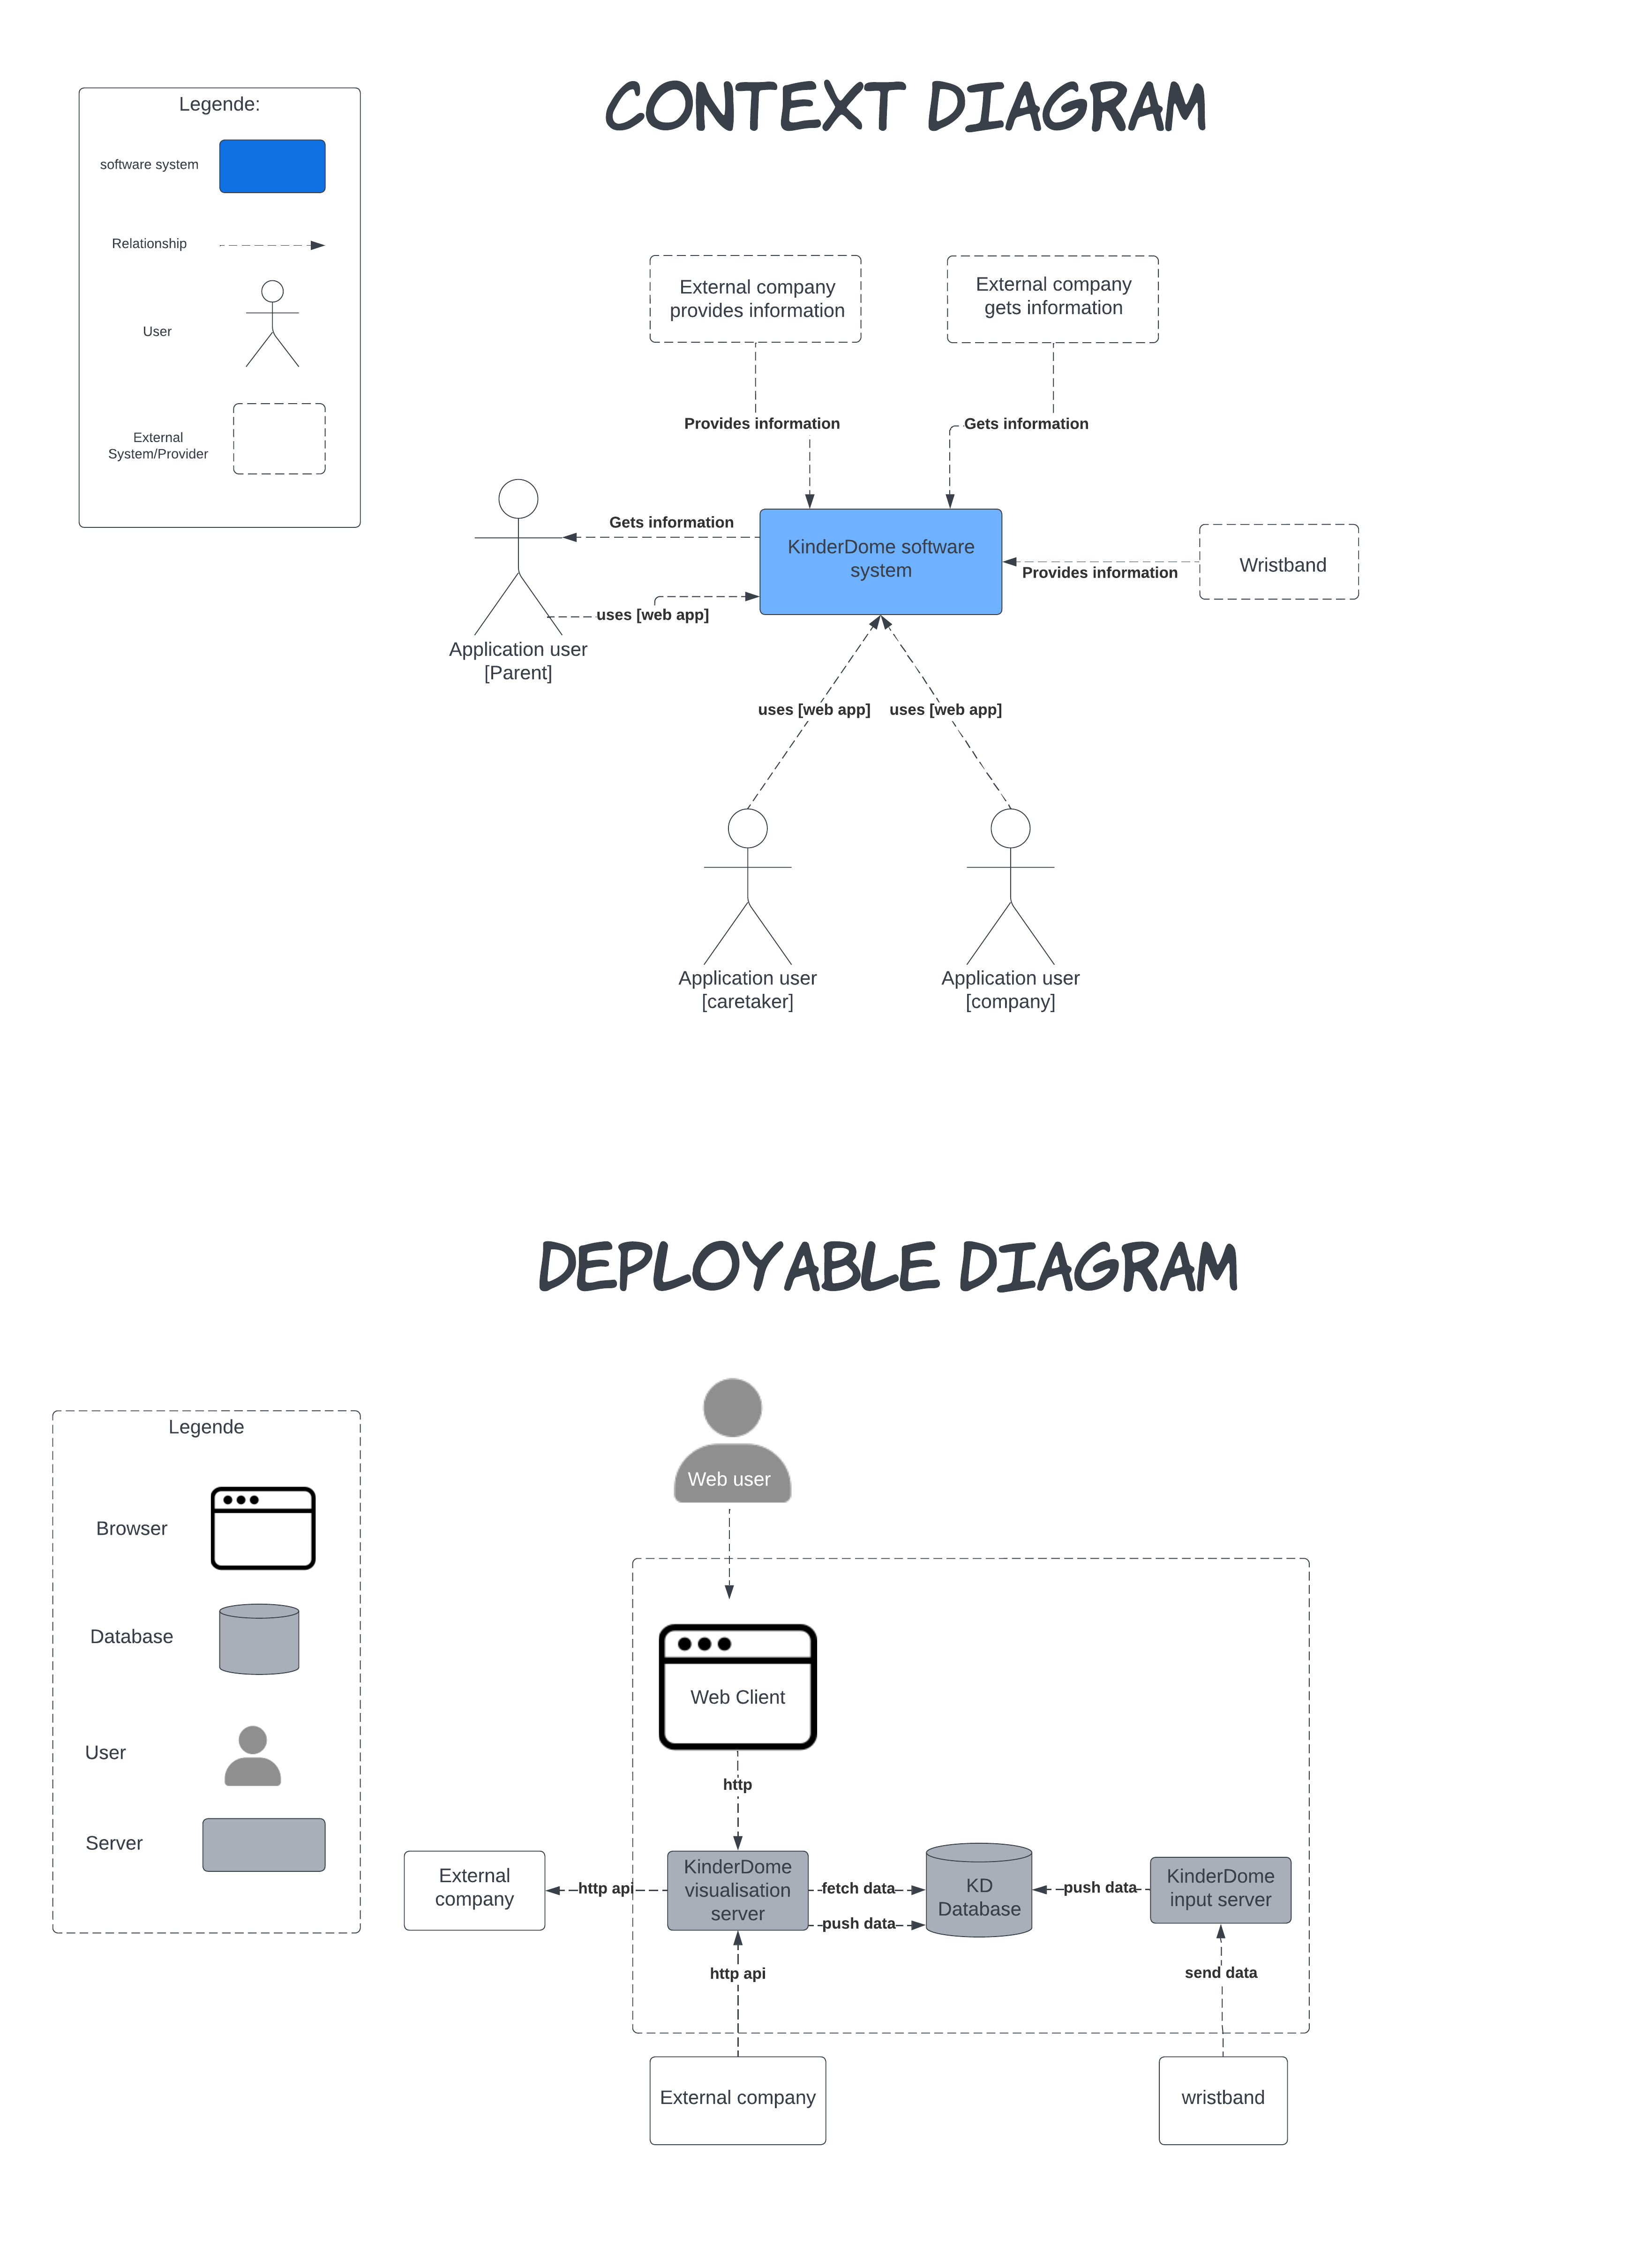 CONTEXT DIAGRAM
Legende:
software system
Relationship
User
External
System/Provider
External company
provides information
External company
gets information
Provides information
Gets information
Gets information
KinderDome software
system
Wristband
Provides information
uses [web app]
Application user
[Parent]
uses [web app]
uses [web app]
Application user
[caretaker]
Application user
[company]
DEPLOYABLE DIAGRAM
Legende
Browser
Database
User
Server
Web user
Web Client
http
External
company
http api
KinderDome
visualisation
server
fetch data
push data
KD
Database
push data
KinderDome
input server
http api
send data
External company
wristband